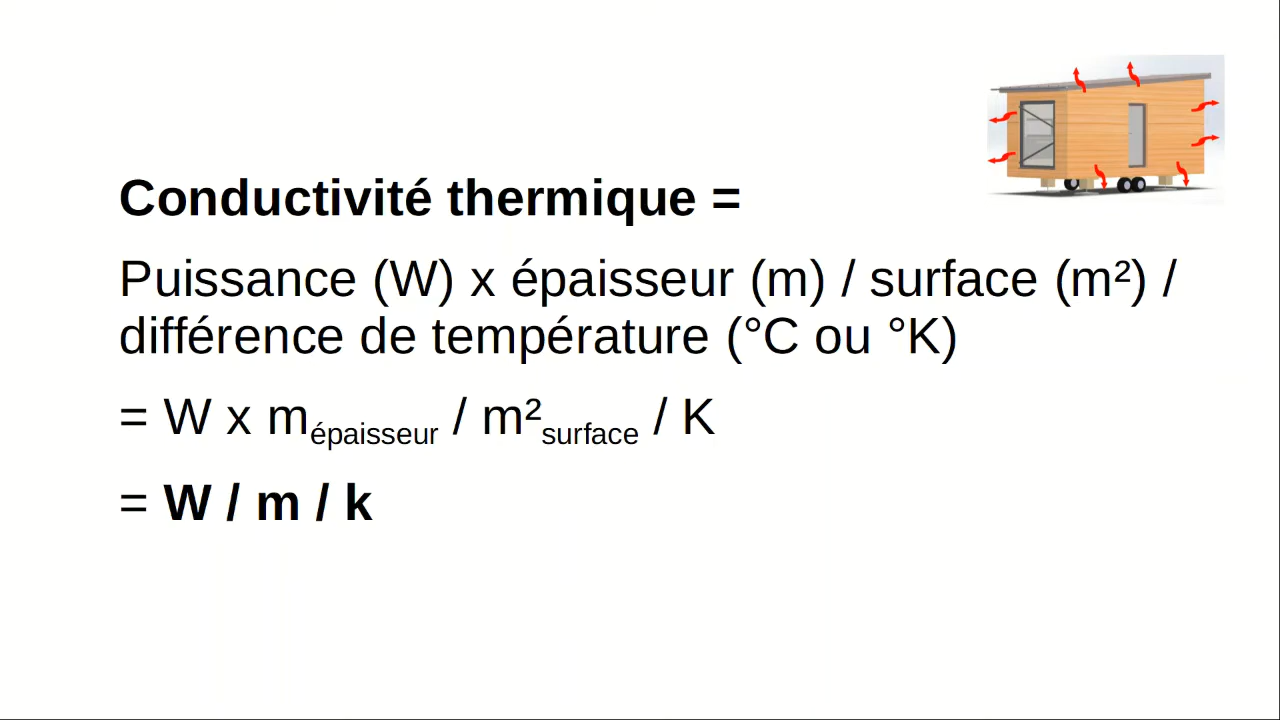 Conductivité thermique =
Puissance (W) x épaisseur (m) / surface (m²) /
différence de température (°C ou °K)
= W x mépaisseur / m²surface / K
= W / m / k